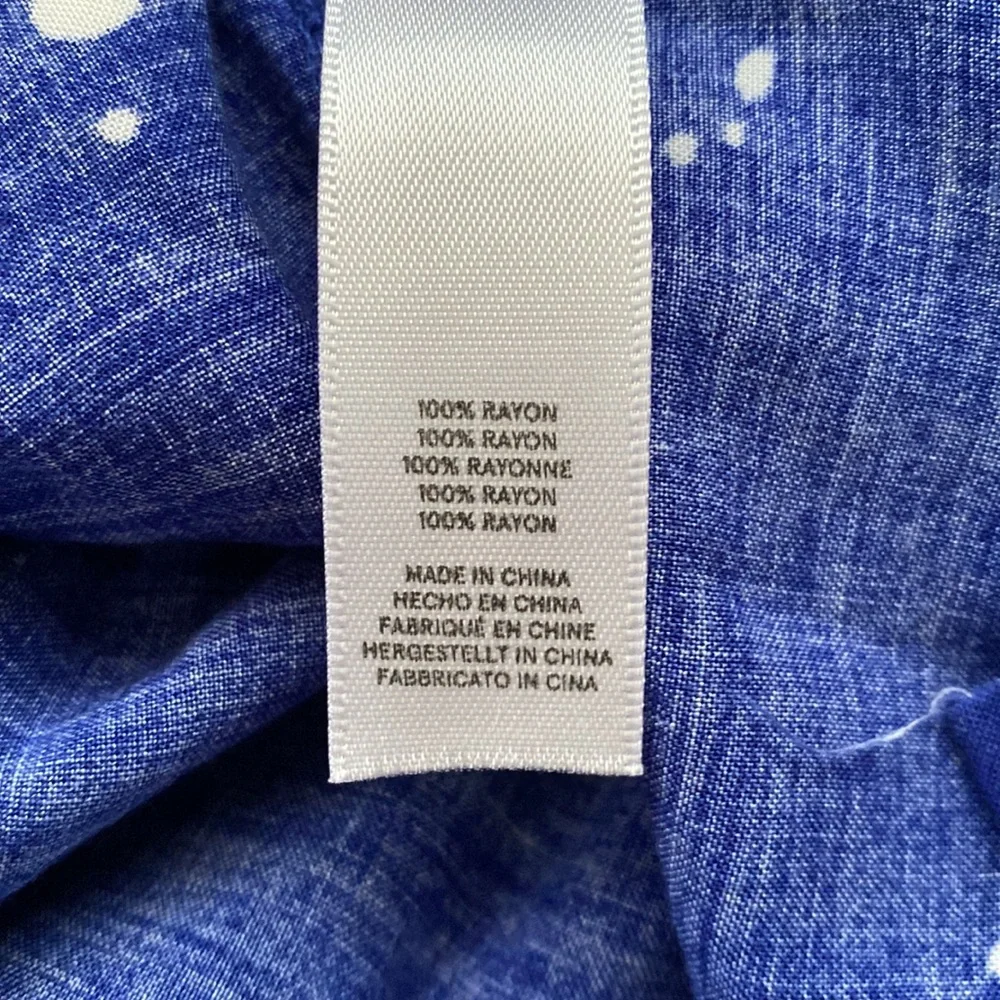 100% RAYON
100% RAYON
100% RAYONNE
100% RAYON
100% RAYON
MADE IN CHINA
HECHO EN CHINA
FABRIQUÉ EN CHINE
HERGESTELLT IN CHINA
FABBRICATO IN CINA